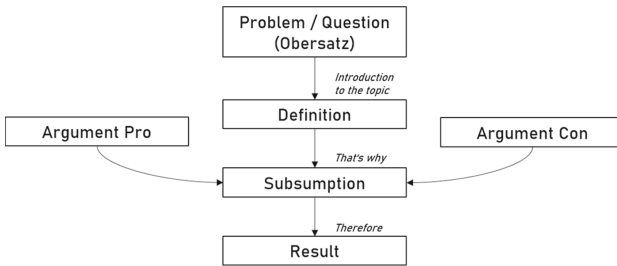 Problem / Question
(Obersatz)
Introduction
to the topic
Definition
Argument Pro
Argument Con
That's why
Subsumption
Therefore
Result